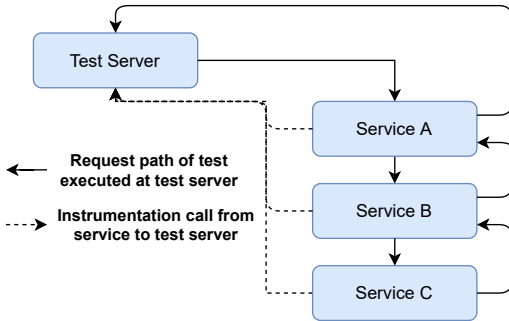 Test Server
Service A
Request path of test
executed at test server
Service B
Instrumentation call from
service to test server
Service C